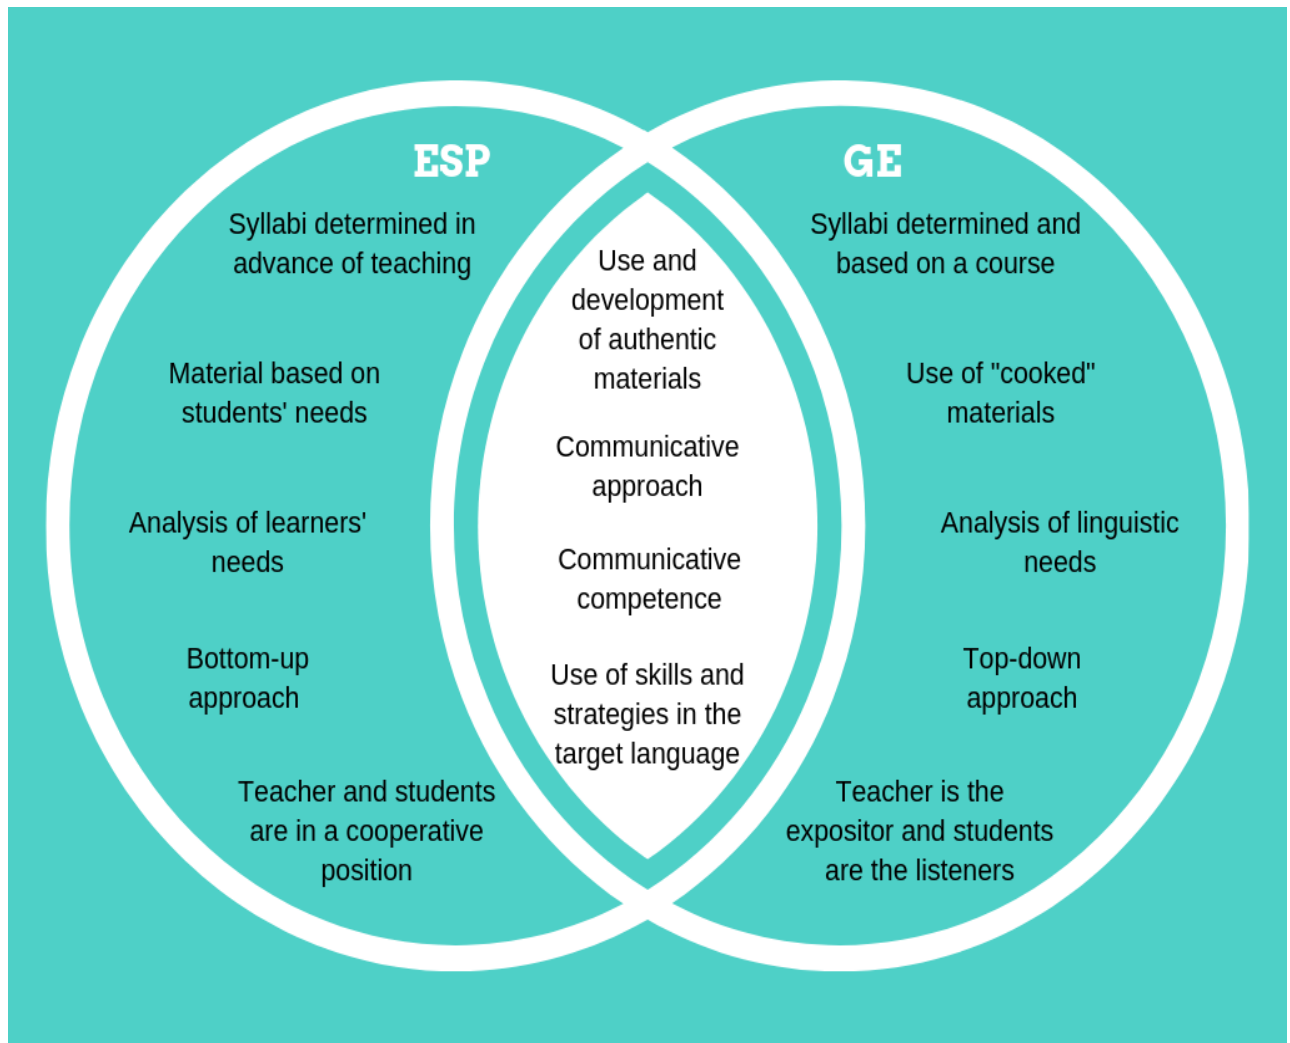 ESP
Syllabi determined in
advance of teaching
Material based on
students' needs
Analysis of learners'
needs
Bottom-up
approach
Teacher and students
are in a cooperative
position
Use and
development
of authentic
materials
Communicative
approach
Communicative
competence
Use of skills and
strategies in the
target language
GE
Syllabi determined and
based on a course
Use of "cooked"
materials
Analysis of linguistic
needs
Top-down
approach
Teacher is the
expositor and students
are the listeners